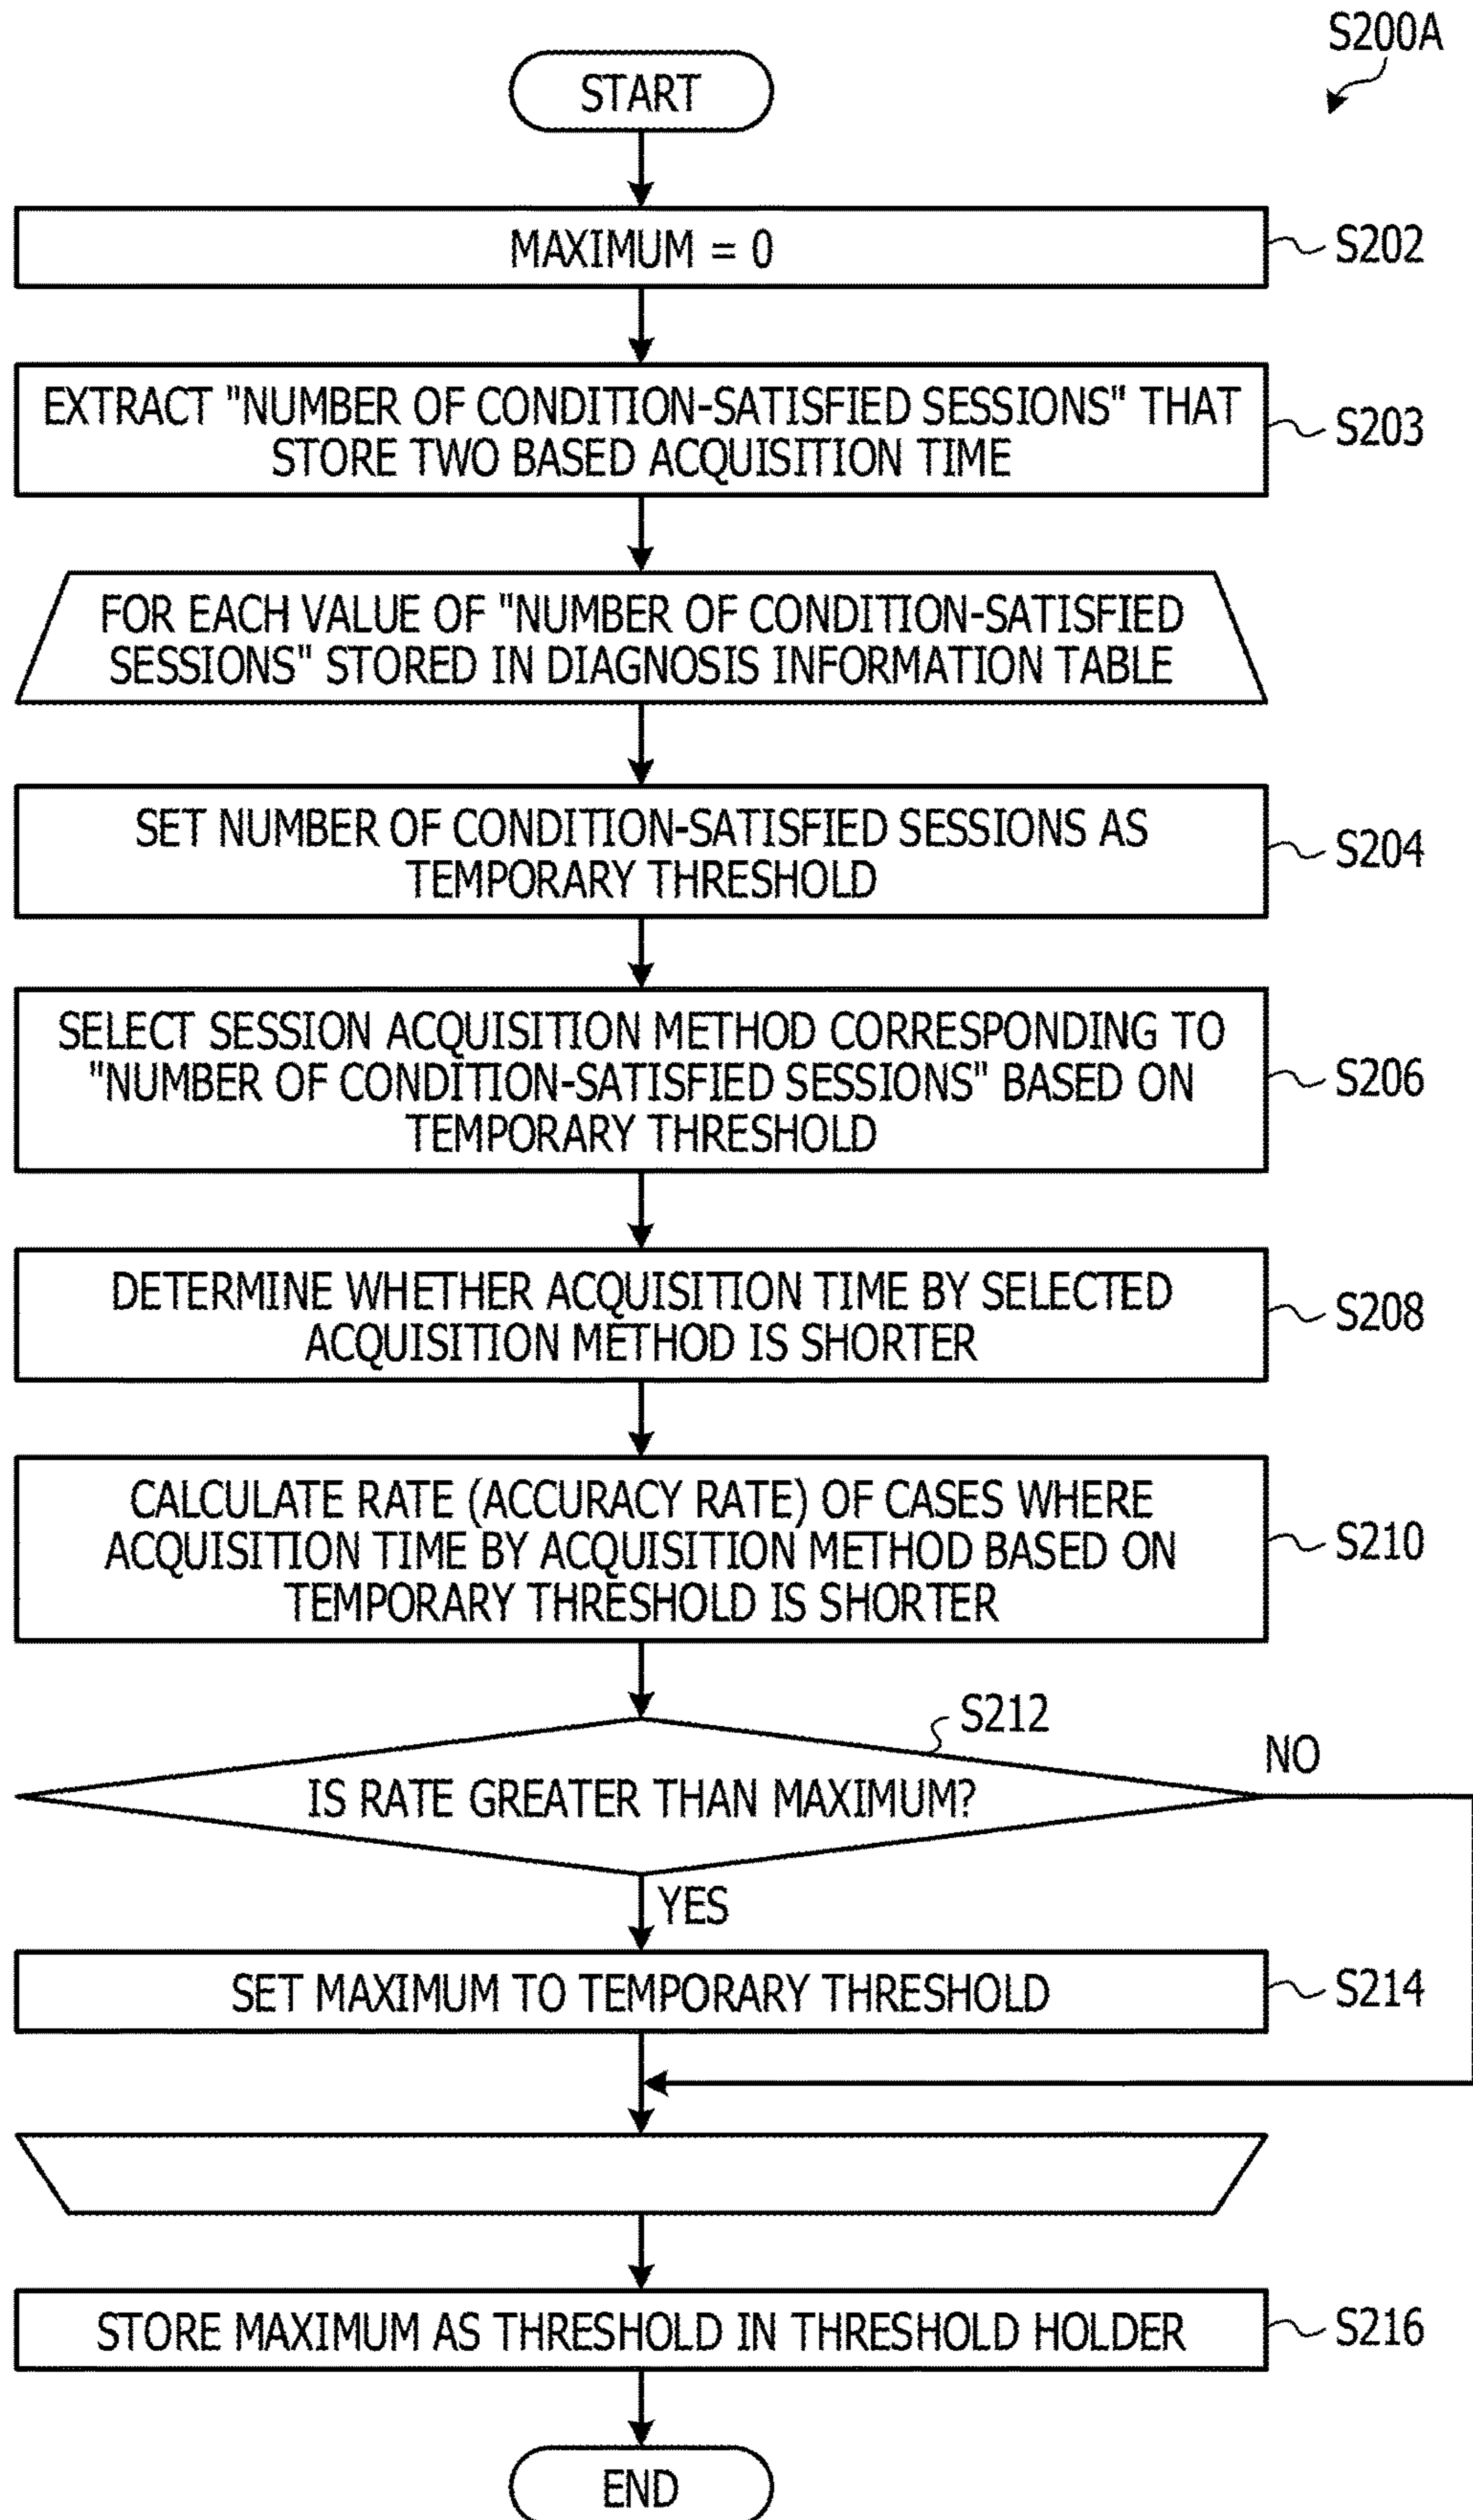 S200A
START
MAXIMUM = 0
S202
EXTRACT "NUMBER OF CONDITION-SATISFIED SESSIONS" THAT
STORE TWO BASED ACQUISITION TIME
S203
FOR EACH VALUE OF "NUMBER OF CONDITION-SATISFIED
SESSIONS" STORED IN DIAGNOSIS INFORMATION TABLE
SET NUMBER OF CONDITION-SATISFIED SESSIONS AS
TEMPORARY THRESHOLD
S204
SELECT SESSION ACQUISITION METHOD CORRESPONDING TO
"NUMBER OF CONDITION-SATISFIED SESSIONS" BASED ON
TEMPORARY THRESHOLD
S206
DETERMINE WHETHER ACQUISITION TIME BY SELECTED
ACQUISITION METHOD IS SHORTER
S208
CALCULATE RATE (ACCURACY RATE) OF CASES WHERE
ACQUISITION TIME BY ACQUISITION METHOD BASED ON
TEMPORARY THRESHOLD IS SHORTER
S210
S212
IS RATE GREATER THAN MAXIMUM?
NO
YES
SET MAXIMUM TO TEMPORARY THRESHOLD
S214
STORE MAXIMUM AS THRESHOLD IN THRESHOLD HOLDER
S216
END